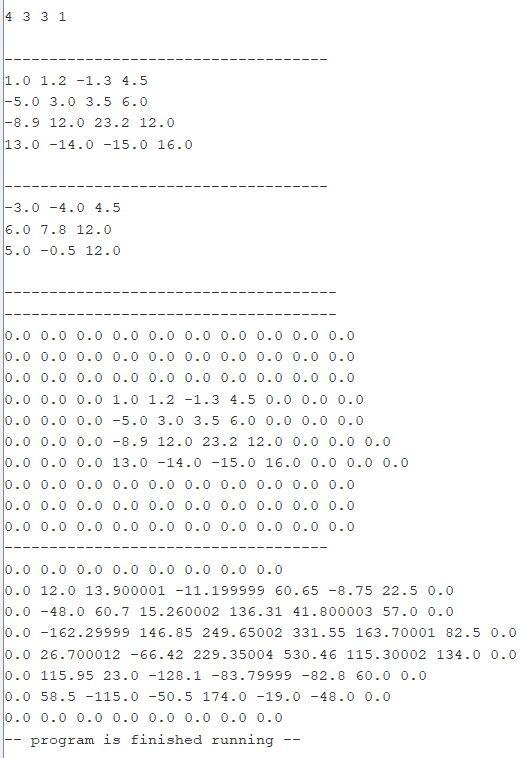 4 3 3 1
------------------------------------
1.0 1.2 -1.3 4.5
-5.0 3.0 3.5 6.0
-8.9 12.0 23.2 12.0
13.0 -14.0 -15.0 16.0
------------------------------------
-3.0 -4.0 4.5
6.0 7.8 12.0
5.0 -0.5 12.0
-------------------------------------
-------------------------------------
0.0 0.0 0.0 0.0 0.0 0.0 0.0 0.0 0.0 0.0
0.0 0.0 0.0 0.0 0.0 0.0 0.0 0.0 0.0 0.0
0.0 0.0 0.0 0.0 0.0 0.0 0.0 0.0 0.0 0.0
0.0 0.0 0.0 1.0 1.2 -1.3 4.5 0.0 0.0 0.0
0.0 0.0 0.0 -5.0 3.0 3.5 6.0 0.0 0.0 0.0
0.0 0.0 0.0 -8.9 12.0 23.2 12.0 0.0 0.0 0.0
0.0 0.0 0.0 13.0 -14.0 -15.0 16.0 0.0 0.0 0.0
0.0 0.0 0.0 0.0 0.0 0.0 0.0 0.0 0.0 0.0
0.0 0.0 0.0 0.0 0.0 0.0 0.0 0.0 0.0 0.0
0.0 0.0 0.0 0.0 0.0 0.0 0.0 0.0 0.0 0.0
------------------------------------
0.0 0.0 0.0 0.0 0.0 0.0 0.0 0.0
0.0 12.0 13.900001 -11.199999 60.65 -8.75 22.5 0.0
0.0 -48.0 60.7 15.260002 136.31 41.800003 57.0 0.0
0.0 -162.29999 146.85 249.65002 331.55 163.70001 82.5 0.0
0.0 26.700012 -66.42 229.35004 530.46 115.30002 134.0 0.0
0.0 115.95 23.0 -128.1 -83.79999 -82.8 60.0 0.0
0.0 58.5 -115.0 -50.5 174.0 -19.0 -48.0 0.0
0.0 0.0 0.0 0.0 0.0 0.0 0.0 0.0
-- program is finished running --